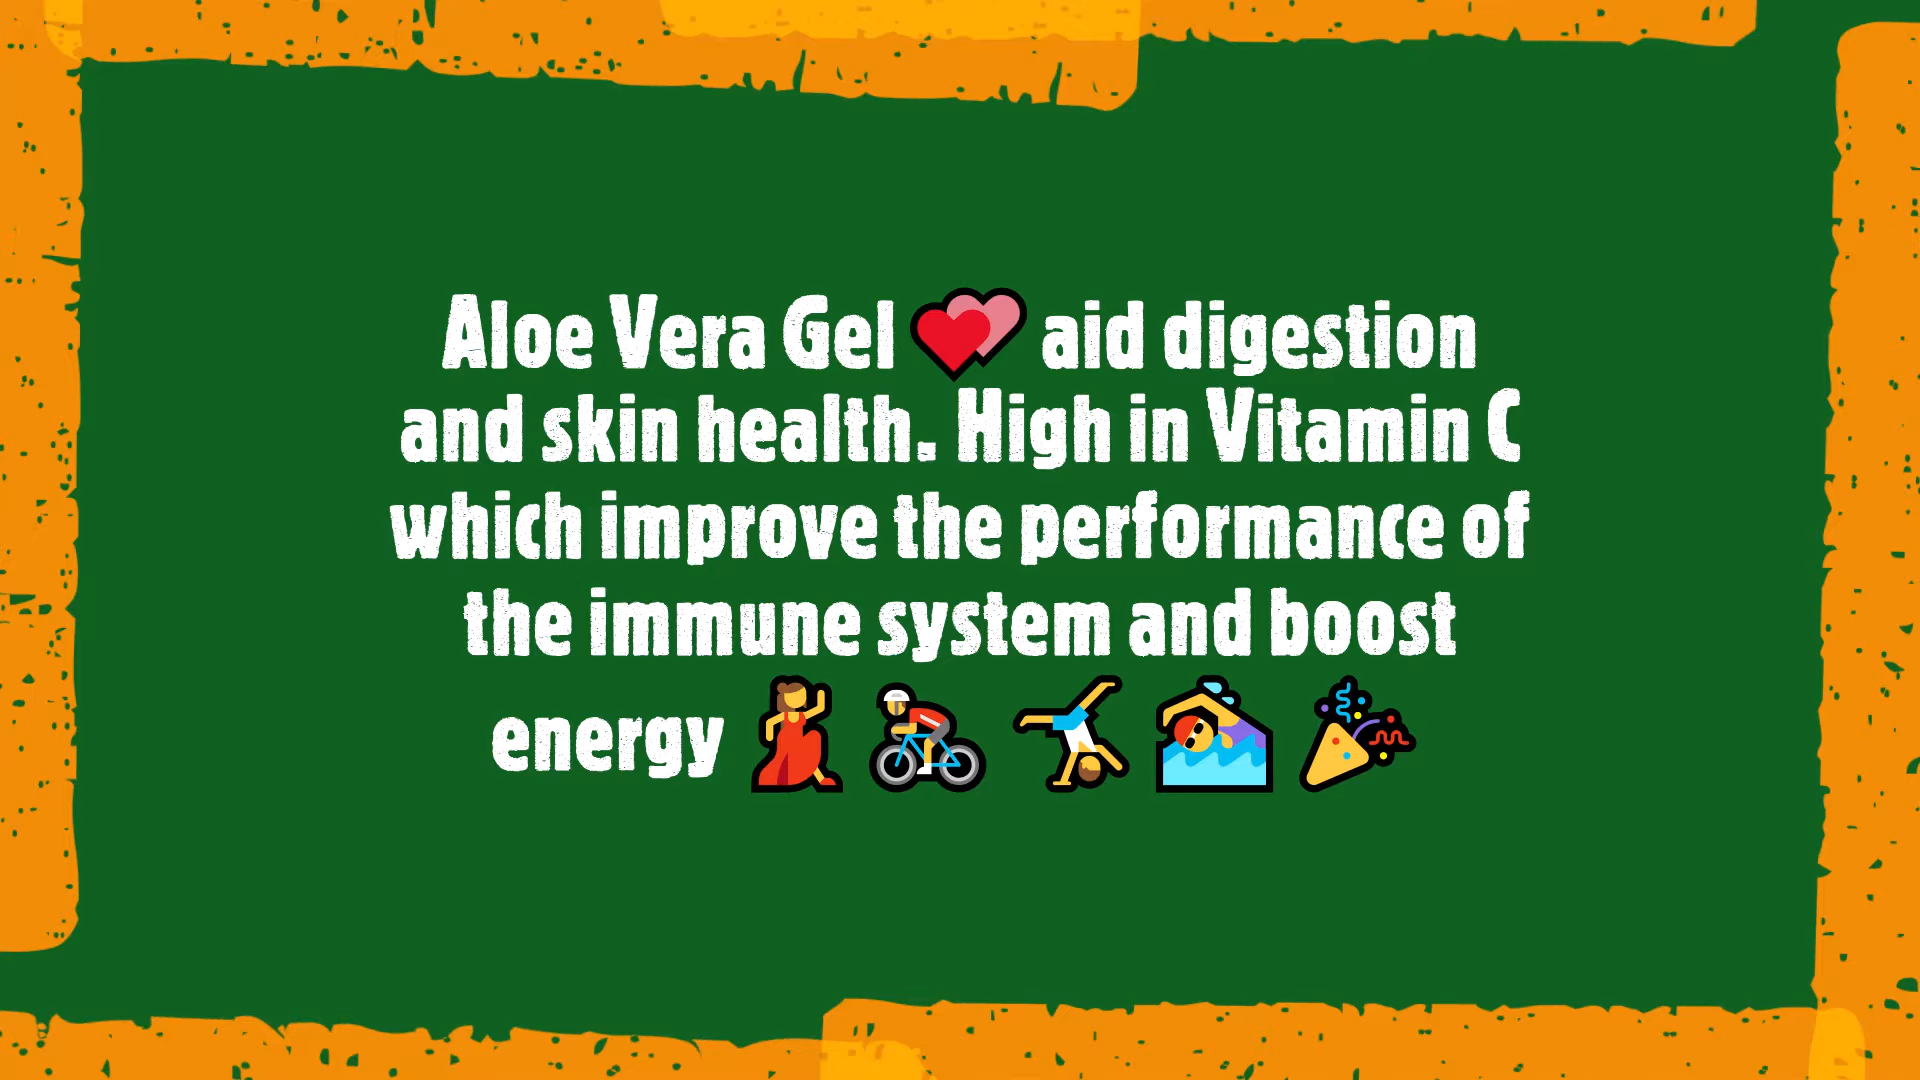 Aloe Vera Gel 💕 aid digestion
and skin health. High in Vitamin C
which improve the performance of
the immune system and boost
energy 💃 🚴 🤸 🏊 🎉